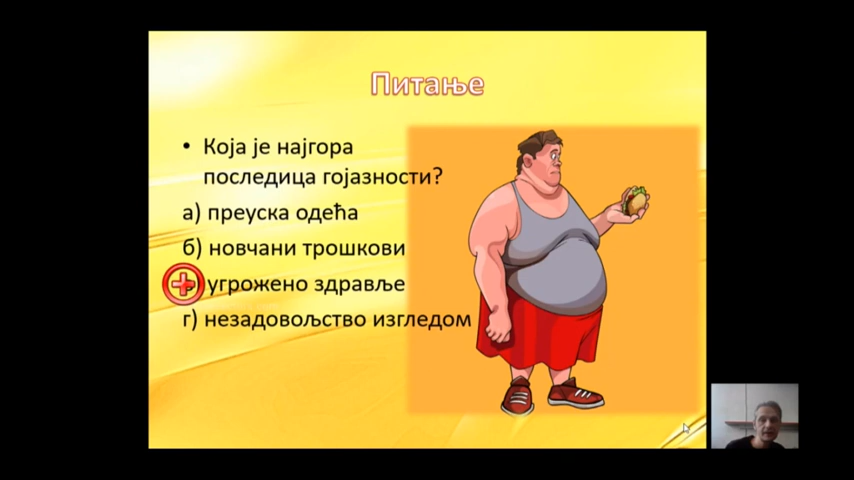 Питање
• Која је најгора
последица гојазности?
а) преуска одећа
б) новчани трошкови
угрожено здравље
г) незадовољство изгледом